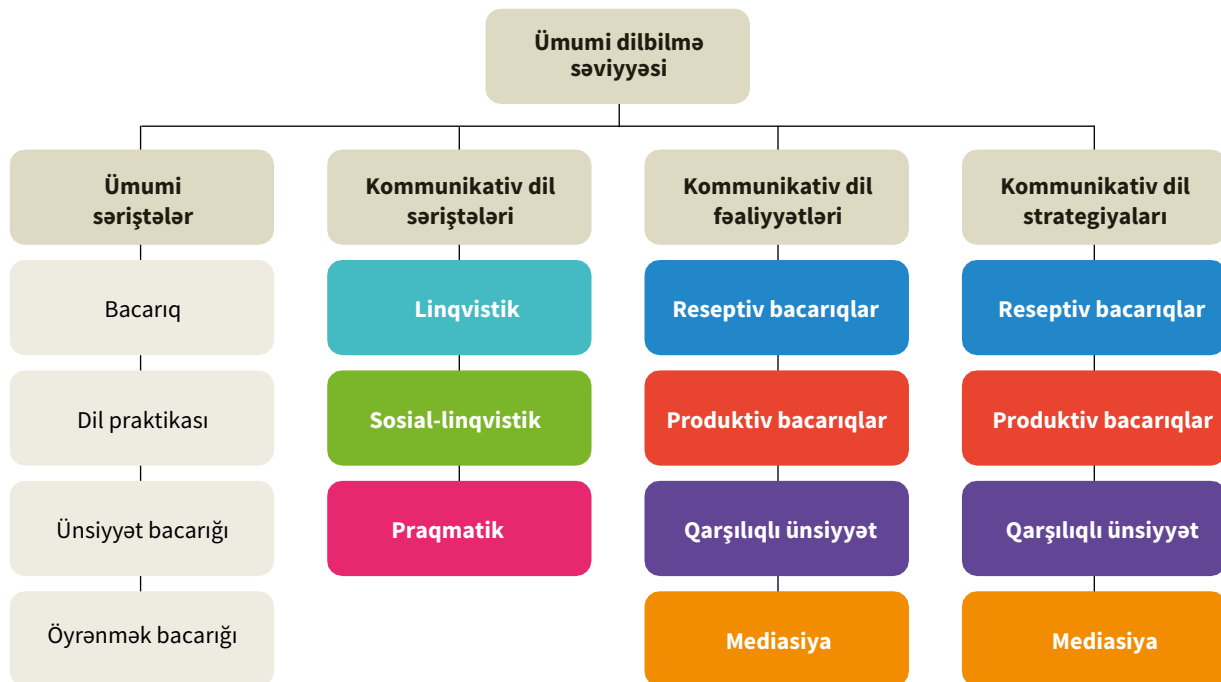 Ümumi dilbilmə
səviyyəsi
Ümumi
səriştələr
Bacarıq
Dil praktikası
Ünsiyyət bacarığı
Öyrənmək bacarığı
Kommunikativ dil
səriştələri
Linqvistik
Sosial-linqvistik
Praqmatik
Kommunikativ dil
fəaliyyətləri
Reseptiv bacarıqlar
Produktiv bacarıqlar
Qarşılıqlı ünsiyyət
Mediasiya
Kommunikativ dil
strategiyaları
Reseptiv bacarıqlar
Produktiv bacarıqlar
Qarşılıqlı ünsiyyət
Mediasiya